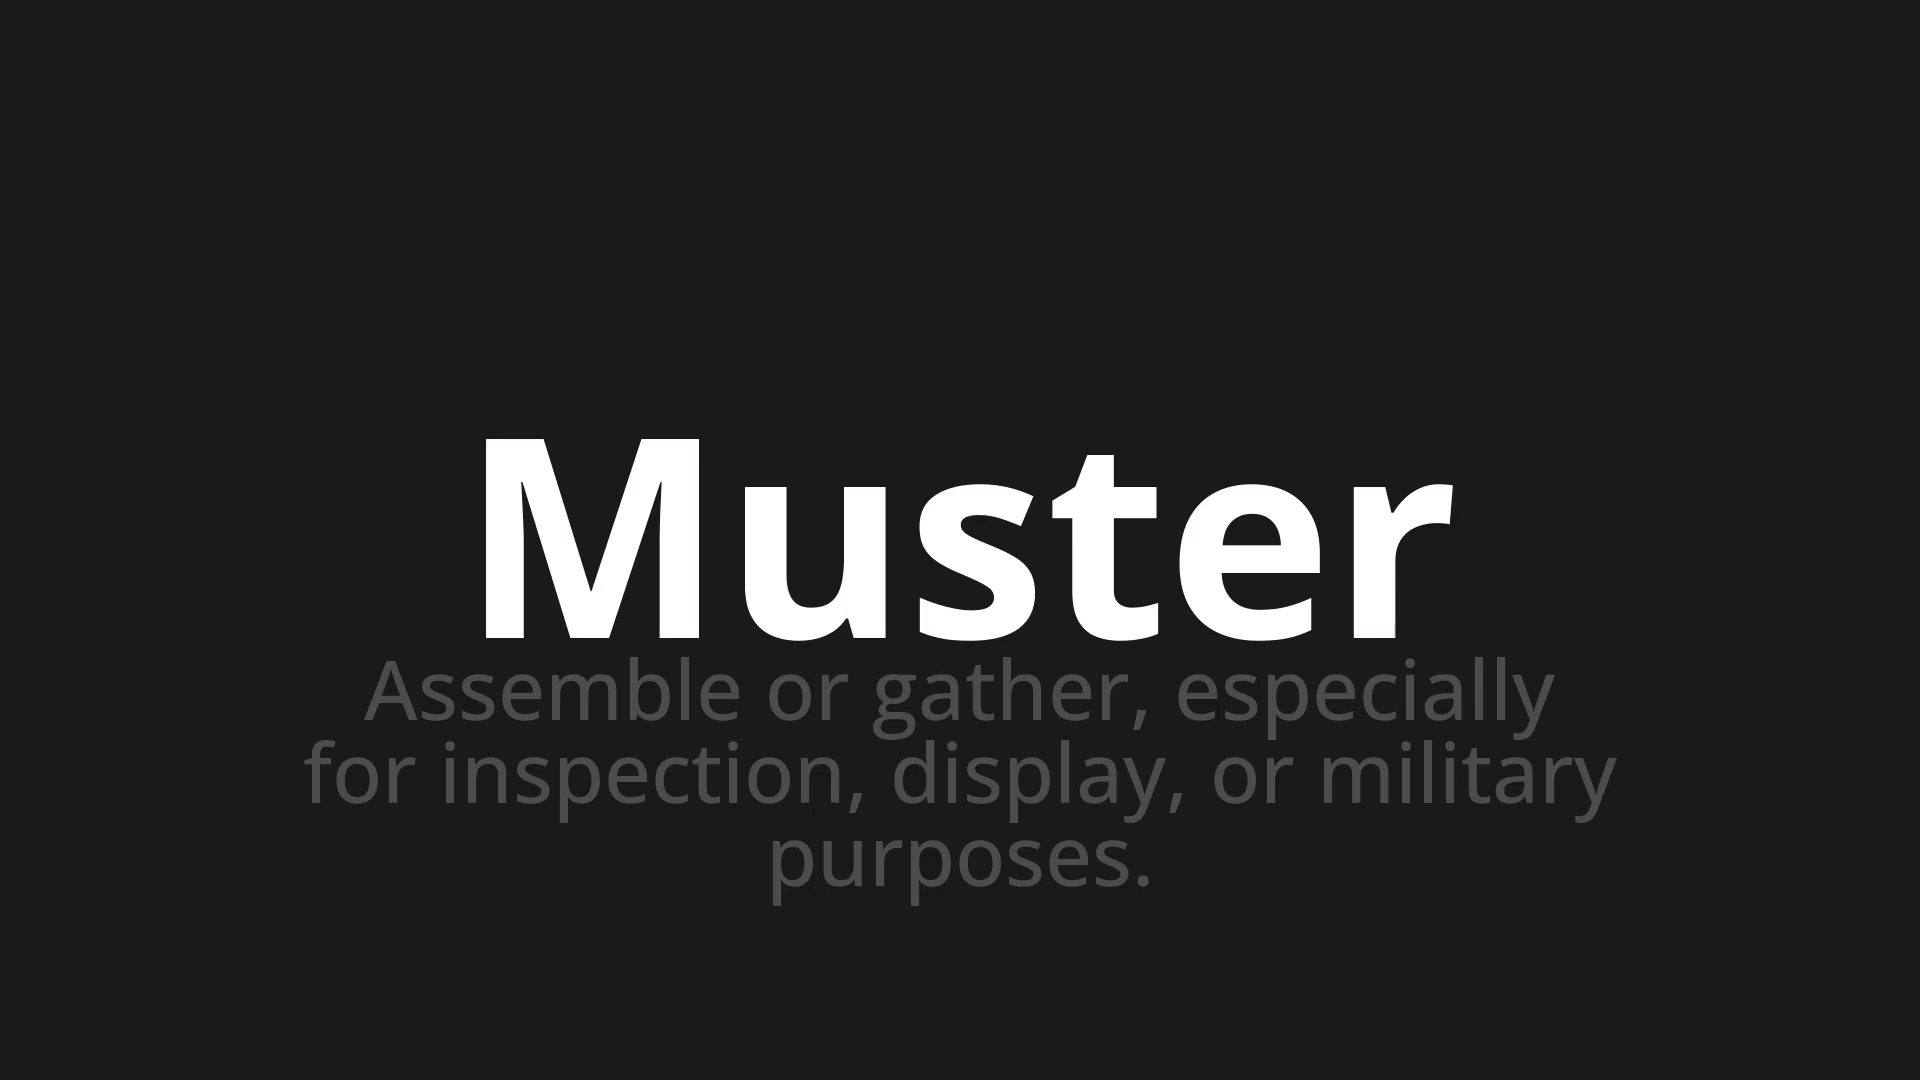 Muster
Assemble or gather, especially
for inspection, display, or military
purposes.